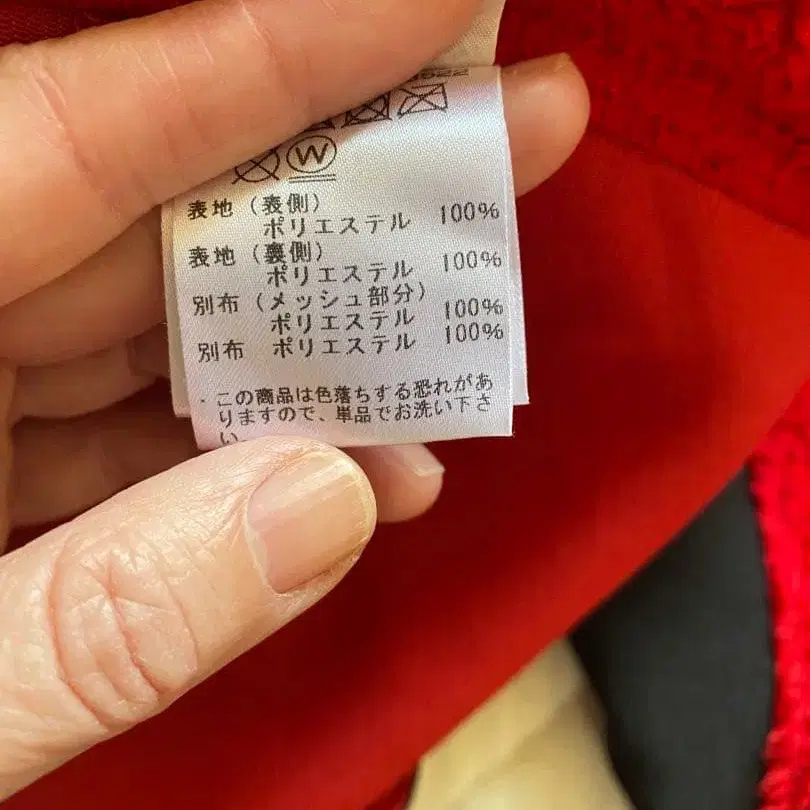 W
表地(表側)
ポリエステル 100%
表地(裏側)
ポリエステル 100%
別布(メッシュ部分)
ポリエステル 100%
別布 ポリエステル 100%
・この商品は色落ちする恐れがあ
りますので、単品でお洗い下さ
い